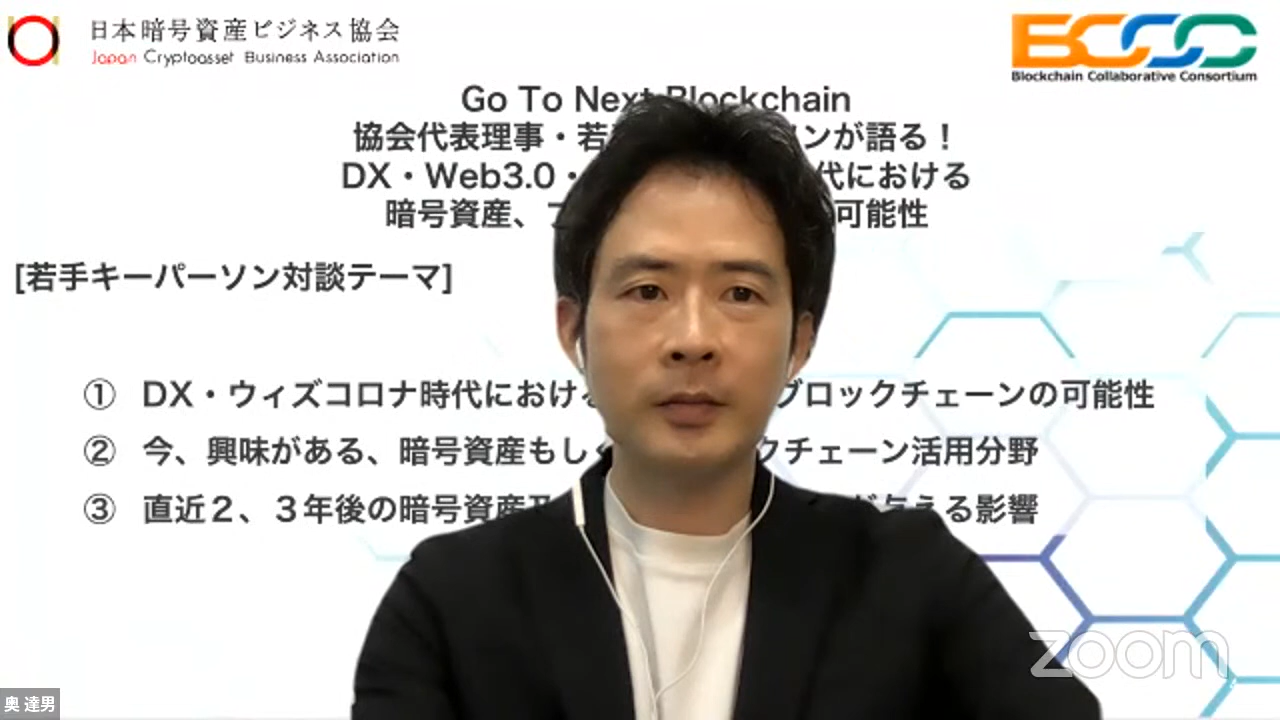 日本暗号資産ビジネス協会
Japan Cryptoasset Business Association
BCCC
Blockchain Collaborative Consortium
Go To Next Blockchain
協会代表理事・若 ンが語る！
DX・Web3.0・ 代における
暗号資産、 可能性
[若手キーパーソン対談テーマ]
① DX・ウィズコロナ時代における ブロックチェーンの可能性
② 今、興味がある、暗号資産もしく クチェーン活用分野
③ 直近２、３年後の暗号資産 与える影響
zoom
奥 達男